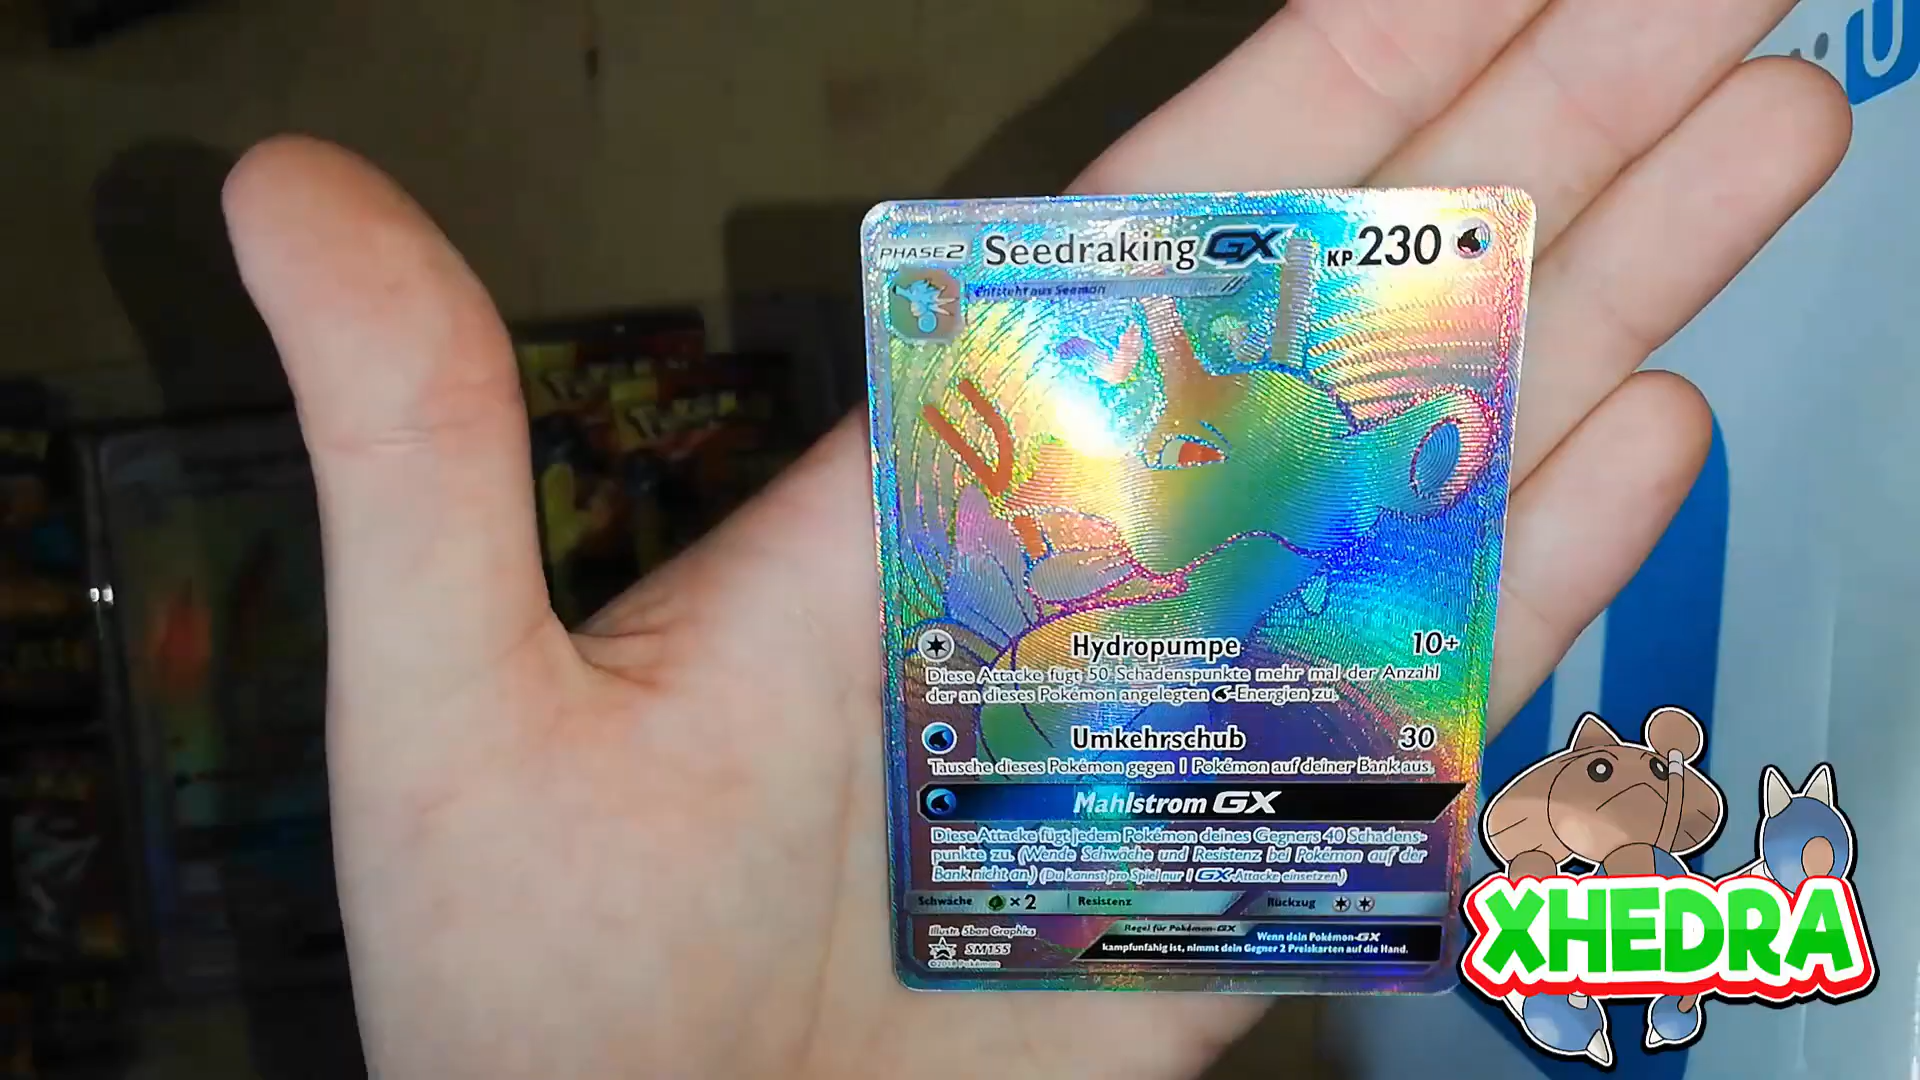 U
PHASE 2 Seedraking GX KP 230
Entsteht aus Seemon
Hydropumpe 10+
Diese Attacke fügt 50 Schadenspunkte mehr mal der Anzahl
der an dieses Pokémon angelegten -Energien zu.
Umkehrschub 30
Tausche dieses Pokémon gegen 1 Pokémon auf deiner Bank aus.
Mahlstrom GX
Diese Attacke fügt jedem Pokémon deines Gegners 40 Schadens-
punkte zu. (Wende Schwäche und Resistenz bei Pokémon auf der
Bank nicht an.) (Du kannst pro Spiel nur 1 GX-Attacke einsetzen.)
Schwäche ×2 Resistenz Rückzug
Illustr. 5ban Graphics
SM155
©2018 Pokémon
Regel für Pokémon-GX Wenn dein Pokémon-GX
kampfunfähig ist, nimmt dein Gegner 2 Preiskarten auf die Hand.
XHEDRA